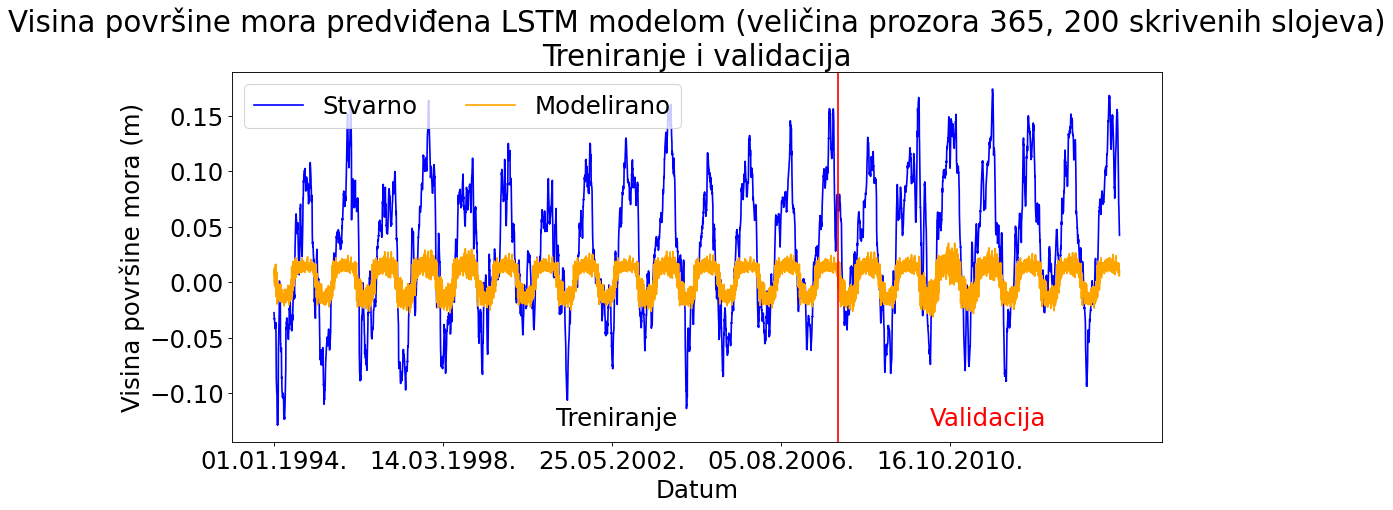 Visina površine mora predviđena LSTM modelom (veličina prozora 365, 200 skrivenih slojeva)
Treniranje i validacija
Stvarno
Modelirano
Visina površine mora (m)
0.15
0.10
0.05
0.00
−0.05
−0.10
Treniranje
Validacija
01.01.1994.
14.03.1998.
25.05.2002.
05.08.2006.
16.10.2010.
Datum